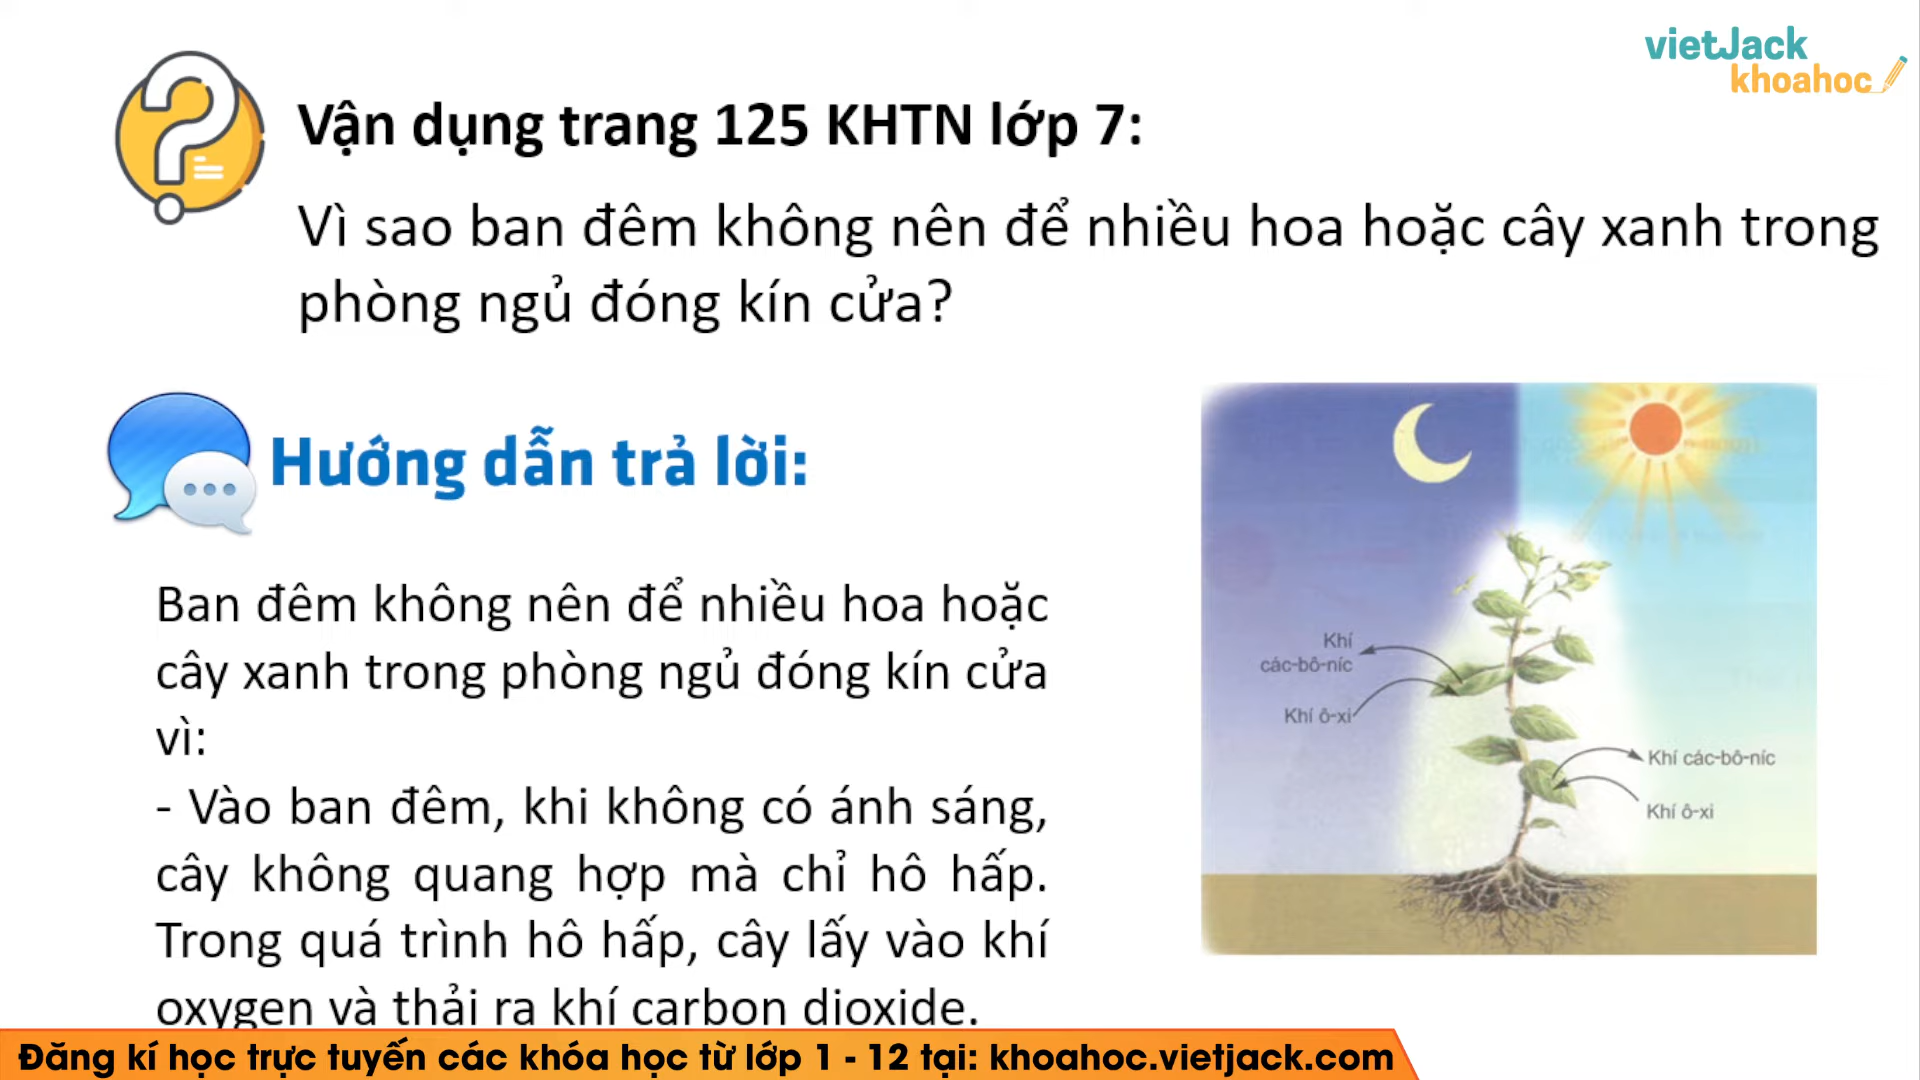 vietJack
khoahoc
Vận dụng trang 125 KHTN lớp 7:
Vì sao ban đêm không nên để nhiều hoa hoặc cây xanh trong
phòng ngủ đóng kín cửa?
Hướng dẫn trả lời:
Ban đêm không nên để nhiều hoa hoặc
cây xanh trong phòng ngủ đóng kín cửa
vì:
- Vào ban đêm, khi không có ánh sáng,
cây không quang hợp mà chỉ hô hấp.
Trong quá trình hô hấp, cây lấy vào khí
oxygen và thải ra khí carbon dioxide.
Khí
các-bô-níc
Khí ô-xi
Khí các-bô-níc
Khí ô-xi
Đăng kí học trực tuyến các khóa học từ lớp 1 - 12 tại: khoahoc.vietjack.com